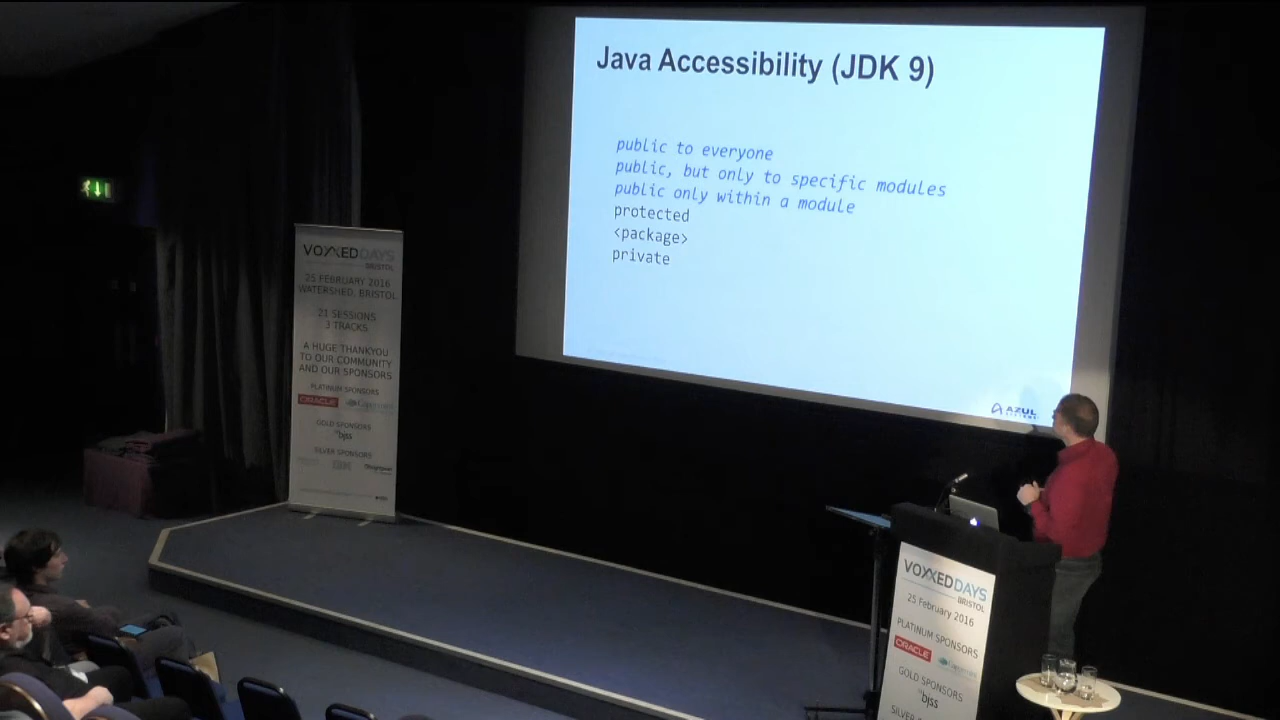 Java Accessibility (JDK 9)
public to everyone
public, but only to specific modules
public only within a module
protected
<package>
private
AZUL
SYSTEMS
VOXXEDDAYS
BRISTOL
25 FEBRUARY 2016
WATERSHED, BRISTOL
21 SESSIONS
3 TRACKS
A HUGE THANKYOU
TO OUR COMMUNITY
AND OUR SPONSORS
PLATINUM SPONSORS
ORACLE
GOLD SPONSORS
bjss
SILVER SPONSORS
VOXXEDDAYS
BRISTOL
25 February 2016
PLATINUM SPONSORS
ORACLE
GOLD SPONSORS
bjss